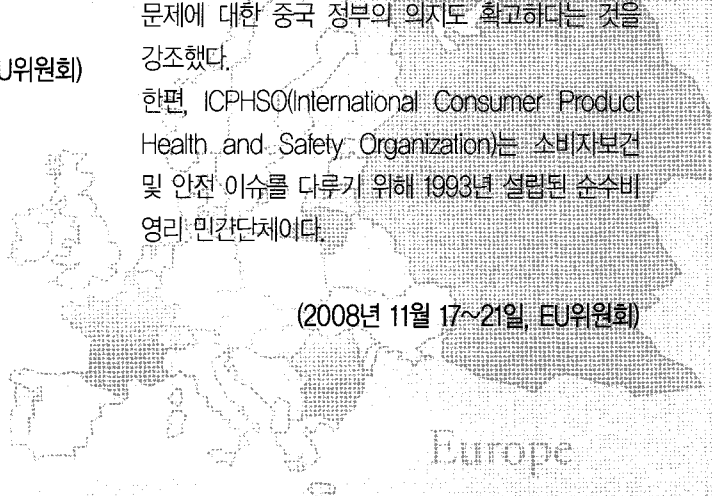 문제에 대한 중국 정부의 의지도 확고하다는 것을
강조했다.
U위원회)
한편, ICPHSO(International Consumer Product
Health and Safety Organization)는 소비자보건
및 안전 이슈를 다루기 위해 1993년 설립된 순수비
영리 민간단체이다.
(2008년 11월 17~21일, EU위원회)
Europe